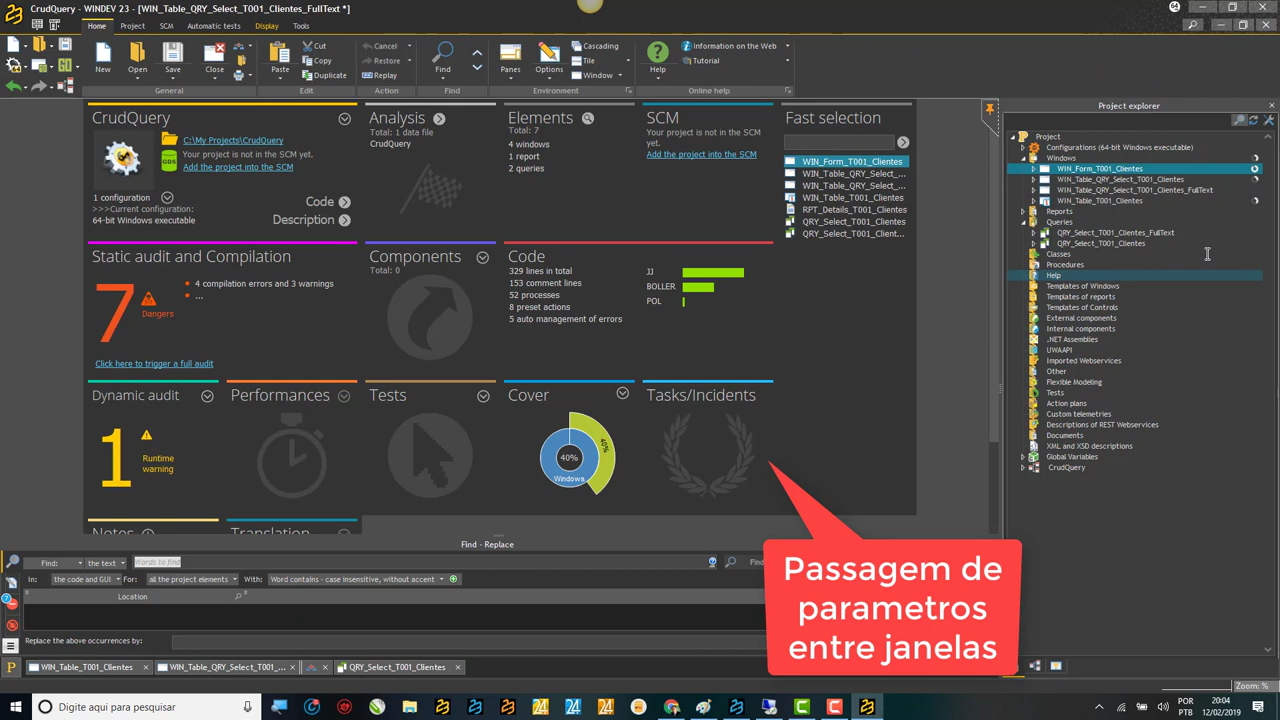 CrudQuery - WINDEV 23 - [WIN_Table_QRY_Select_T001_Clientes_FullText *]
64
Home Project SCM Automatic tests Display Tools
New Open Save Close
Cut
Copy
Duplicate
Paste
Cancel
Restore
Replay
Find
Panes Options
Cascading
Tile
Window
Help
Information on the Web
Tutorial
General Edit Find Environment Online help
CrudQuery
C:\My Projects\CrudQuery
Your project is not in the SCM yet.
Add the project into the SCM
GDS
1 configuration
>>>Current configuration:
64-bit Windows executable
Code
Description
Analysis
Total: 1 data file
CrudQuery
Elements
Total: 7
4 windows
1 report
2 queries
SCM
Your project is not in the SCM yet.
Add the project into the SCM
Fast selection
WIN_Form_T001_Clientes
WIN_Table_QRY_Select_...
WIN_Table_QRY_Select_...
WIN_Table_T001_Clientes
RPT_Details_T001_Clientes
QRY_Select_T001_Clientes
QRY_Select_T001_Client...
Static audit and Compilation
7
Dangers
4 compilation errors and 3 warnings
...
Click here to trigger a full audit
Components
Total: 0
Code
329 lines in total
153 comment lines
52 processes
8 preset actions
5 auto management of errors
JJ
BOLLER.
POL
Dynamic audit
1
Runtime
warning
Performances
Tests
Cover
40%
40%
Windows
Tasks/Incidents
Notes
Translation
Project explorer
Project
Configurations (64-bit Windows executable)
Windows
WIN_Form_T001_Clientes
WIN_Table_QRY_Select_T001_Clientes
WIN_Table_QRY_Select_T001_Clientes_FullText
WIN_Table_T001_Clientes
Reports
Queries
QRY_Select_T001_Clientes_FullText
QRY_Select_T001_Clientes
Classes
Procedures
Help
Templates of Windows
Templates of reports
Templates of Controls
External components
Internal components
.NET Assemblies
UWAAPI
Imported Webservices
Other
Flexible Modeling
Tests
Action plans
Custom telemetries
Descriptions of REST Webservices
Documents
XML and XSD descriptions
Global Variables
CrudQuery
Find - Replace
Find: the text Words to find Find
In: the code and GUI For: all the project elements With: Word contains - case insensitive, without accent
Location
Replace the above occurrences by:
Passagem de
parametros
entre janelas
WIN_Table_T001_Clientes WIN_Table_QRY_Select_T001_... QRY_Select_T001_Clientes
Zoom: %
Digite aqui para pesquisar
POR
PTB
20:04
12/02/2019